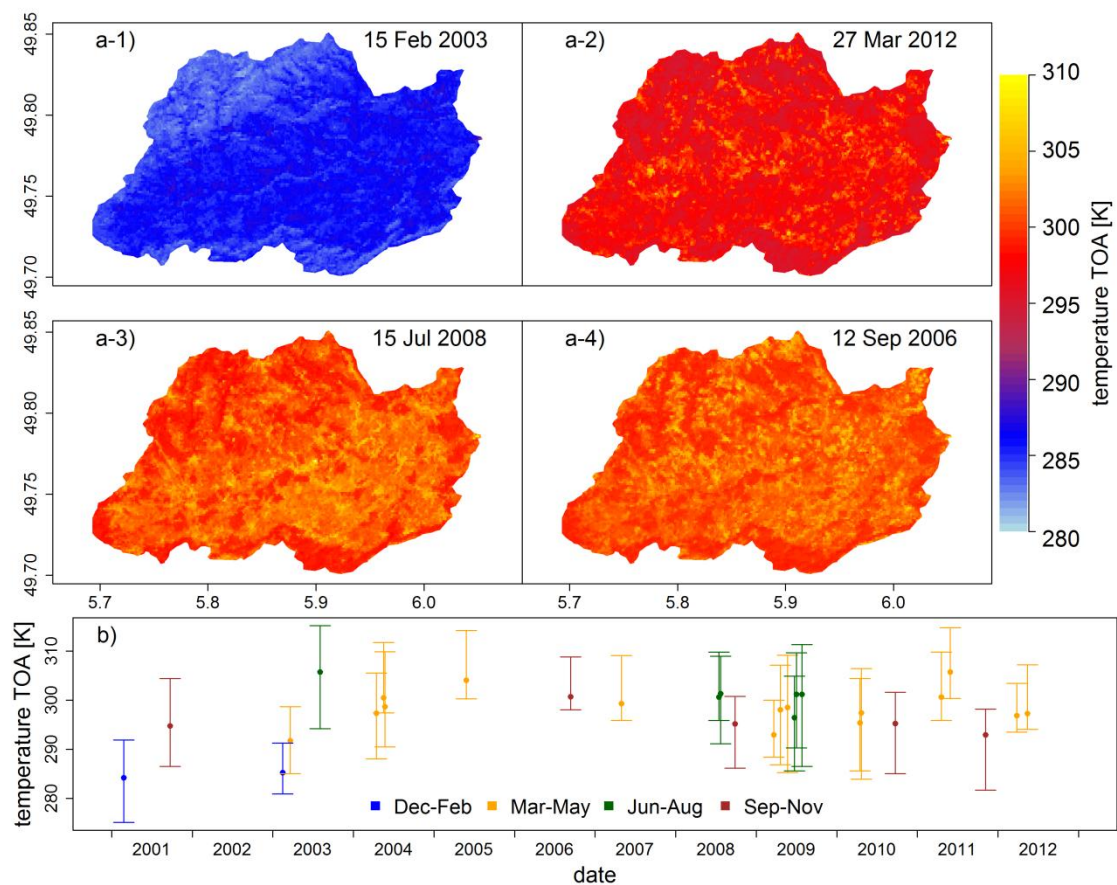 a-1) 15 Feb 2003
a-2) 27 Mar 2012
49.85
49.80
49.75
49.70
a-3) 15 Jul 2008
a-4) 12 Sep 2006
49.85
49.80
49.75
49.70
5.7 5.8 5.9 6.0
5.7 5.8 5.9 6.0
310
305
300
295
290
285
280
temperature TOA [K]
b)
temperature TOA [K]
310
300
290
280
Dec-Feb Mar-May Jun-Aug Sep-Nov
2001 2002 2003 2004 2005 2006 2007 2008 2009 2010 2011 2012
date